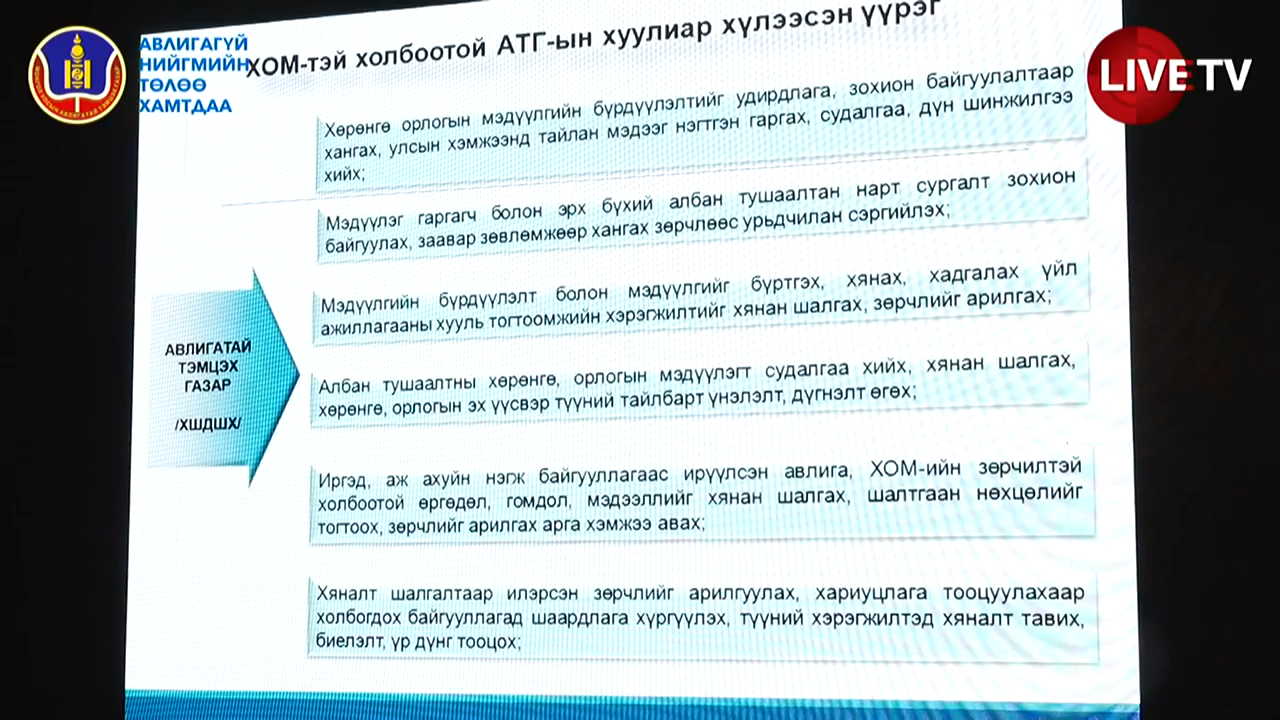 АВЛИГАГҮЙ
НИЙГМИЙН
ТӨЛӨӨ
ХАМТДАА
LIVE TV
ХОМ-тэй холбоотой АТГ-ын хуулиар хүлээсэн үүрэг
Хөрөнгө орлогын мэдүүлгийн бүрдүүлэлтийг удирдлага, зохион байгуулалтаар
хангах, улсын хэмжээнд тайлан мэдээг нэгтгэн гаргах, судалгаа, дүн шинжилгээ
хийх;
Мэдүүлэг гаргагч болон эрх бүхий албан тушаалтан нарт сургалт зохион
байгуулах, заавар зөвлөмжөөр хангах зөрчлөөс урьдчилан сэргийлэх;
Мэдүүлгийн бүрдүүлэлт болон мэдүүлгийг бүртгэх, хянах, хадгалах үйл
ажиллагааны хууль тогтоомжийн хэрэгжилтийг хянан шалгах, зөрчлийг арилгах;
АВЛИГАТАЙ
ТЭМЦЭХ
ГАЗАР
/ХШДШХ/
Албан тушаалтны хөрөнгө, орлогын мэдүүлэгт судалгаа хийх, хянан шалгах,
хөрөнгө, орлогын эх үүсвэр түүний тайлбарт үнэлэлт, дүгнэлт өгөх;
Иргэд, аж ахуйн нэгж байгууллагаас ирүүлсэн авлига, ХОМ-ийн зөрчилтэй
холбоотой өргөдөл, гомдол, мэдээллийг хянан шалгах, шалтгаан нөхцөлийг
тогтоох, зөрчлийг арилгах арга хэмжээ авах;
Хяналт шалгалтаар илэрсэн зөрчлийг арилгуулах, хариуцлага тооцуулахаар
холбогдох байгууллагад шаардлага хүргүүлэх, түүний хэрэгжилтэд хяналт тавих,
биелэлт, үр дүнг тооцох;